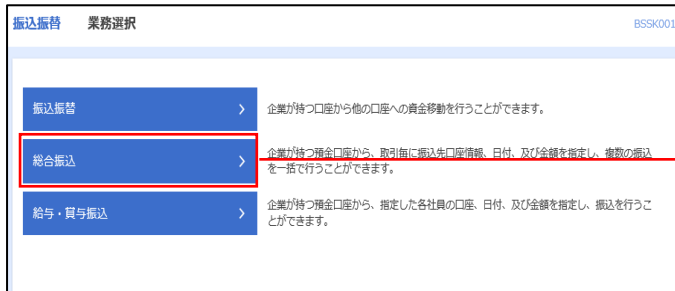 振込振替 業務選択 BSSK001
振込振替 企業が持つ口座から他の口座への資金移動を行うことができます。
総合振込 企業が持つ預金口座から、取引毎に振込先口座情報、日付、及び金額を指定し、複数の振込
を一括で行うことができます。
給与・賞与振込 企業が持つ預金口座から、指定した各社員の口座、日付、及び金額を指定し、振込を行うこ
とができます。